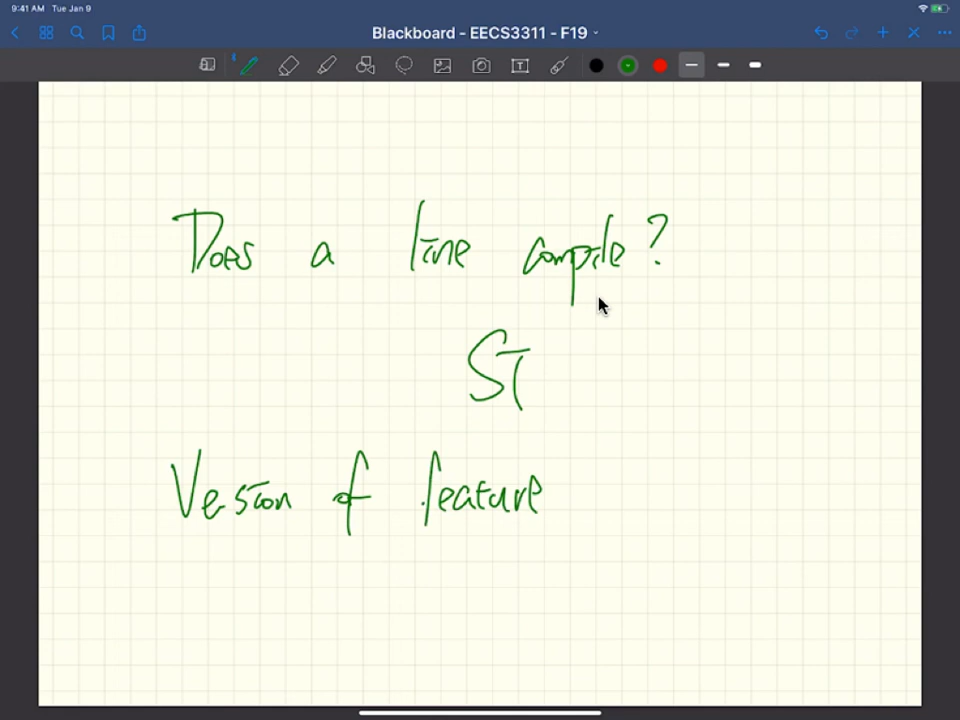 9:41 AM Tue Jan 9
Blackboard - EECS3311 - F19
Does a line compile?
ST
Version of feature